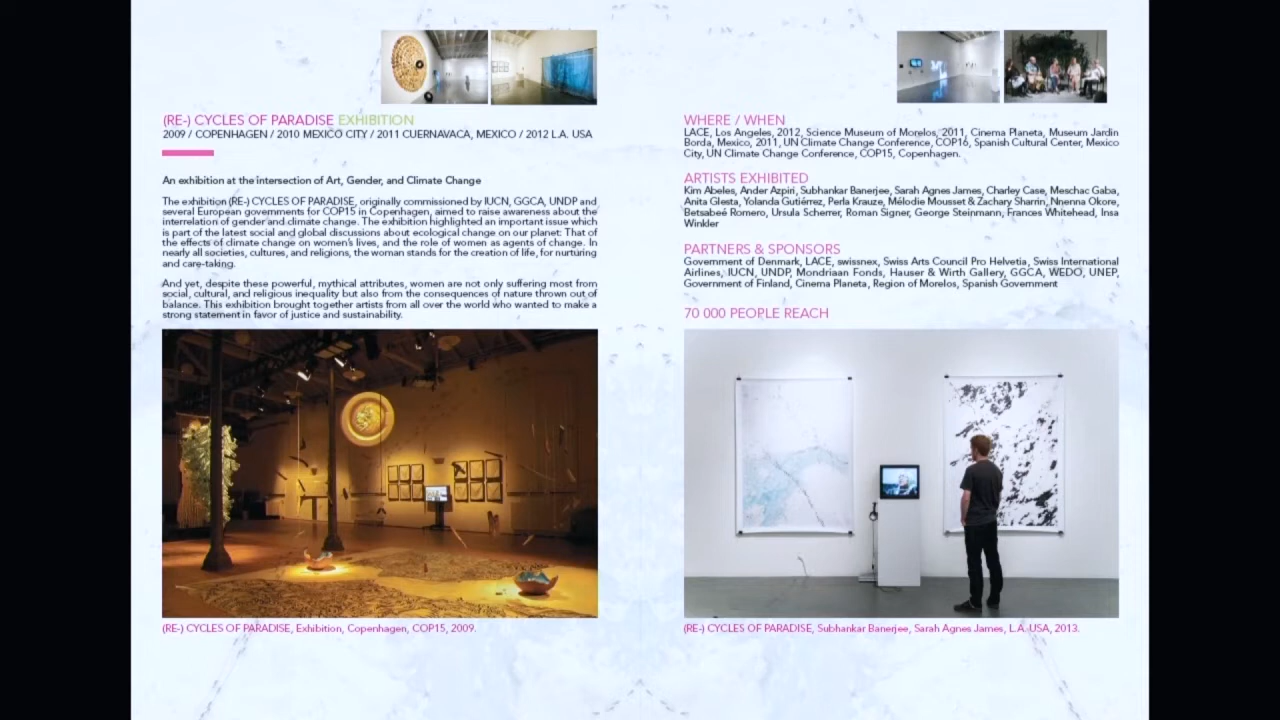 (RE-) CYCLES OF PARADISE EXHIBITION
2009 / COPENHAGEN / 2010 MEXICO CITY / 2011 CUERNAVACA, MEXICO / 2012 L.A. USA
An exhibition at the intersection of Art, Gender, and Climate Change
The exhibition (RE-) CYCLES OF PARADISE, originally commissioned by IUCN, GGCA, UNDP and
several European governments for COP15 in Copenhagen, aimed to raise awareness about the
interrelation of gender and climate change. The exhibition highlighted an important issue which
is part of the latest social and global discussions about ecological change on our planet: That of
the effects of climate change on women's lives, and the role of women as agents of change. In
nearly all societies, cultures, and religions, the woman stands for the creation of life, for nurturing
and care-taking.
And yet, despite these powerful, mythical attributes, women are not only suffering most from
social, cultural, and religious inequality but also from the consequences of nature thrown out of
balance. This exhibition brought together artists from all over the world who wanted to make a
strong statement in favor of justice and sustainability.
(RE-) CYCLES OF PARADISE, Exhibition, Copenhagen, COP15, 2009.
WHERE / WHEN
LACE, Los Angeles, 2012, Science Museum of Morelos, 2011, Cinema Planeta, Museum Jardin
Borda, Mexico, 2011, UN Climate Change Conference, COP16, Spanish Cultural Center, Mexico
City, UN Climate Change Conference, COP15, Copenhagen.
ARTISTS EXHIBITED
Kim Abeles, Ander Azpiri, Subhankar Banerjee, Sarah Agnes James, Charley Case, Meschac Gaba,
Anita Glesta, Yolanda Gutiérrez, Perla Krauze, Mélodie Mousset & Zachary Sharrin, Nnenna Okore,
Betsabeé Romero, Ursula Scherrer, Roman Signer, George Steinmann, Frances Whitehead, Insa
Winkler
PARTNERS & SPONSORS
Government of Denmark, LACE, swissnex, Swiss Arts Council Pro Helvetia, Swiss International
Airlines, IUCN, UNDP, Mondriaan Fonds, Hauser & Wirth Gallery, GGCA, WEDO, UNEP,
Government of Finland, Cinema Planeta, Region of Morelos, Spanish Government
70 000 PEOPLE REACH
(RE-) CYCLES OF PARADISE, Subhankar Banerjee, Sarah Agnes James, L.A. USA, 2013.